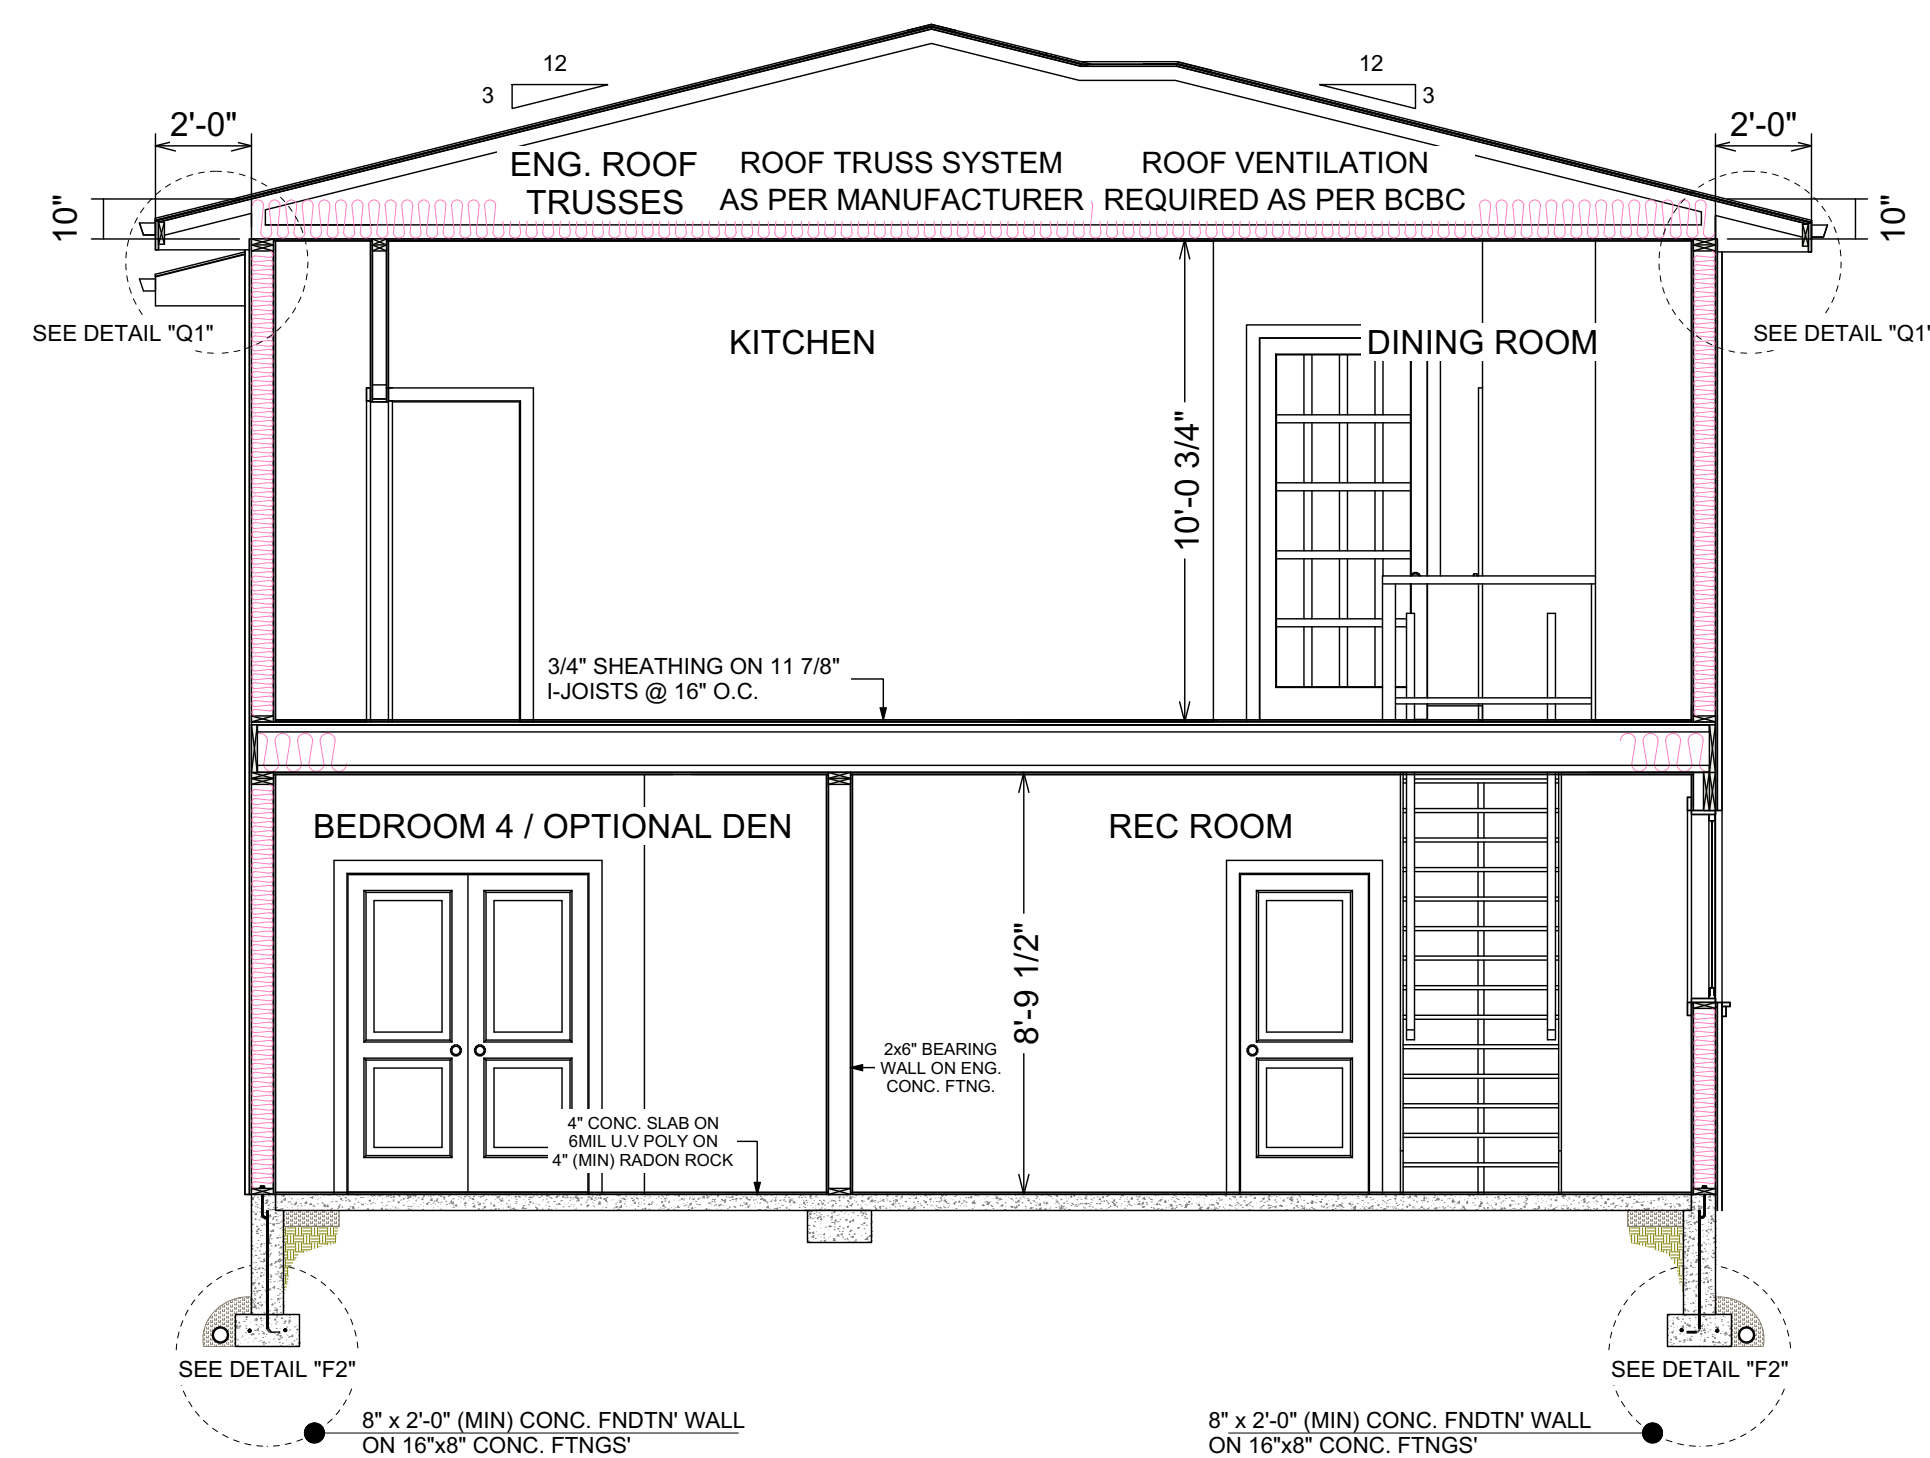 12
3
12
3
2'-0"
2'-0"
ENG. ROOF
TRUSSES
ROOF TRUSS SYSTEM
AS PER MANUFACTURER
ROOF VENTILATION
REQUIRED AS PER BCBC
10"
10"
SEE DETAIL "Q1"
SEE DETAIL "Q1"
KITCHEN
DINING ROOM
10'-0 3/4"
3/4" SHEATHING ON 11 7/8"
I-JOISTS @ 16" O.C.
BEDROOM 4 / OPTIONAL DEN
REC ROOM
8'-9 1/2"
2x6" BEARING
WALL ON ENG.
CONC. FTNG.
4" CONC. SLAB ON
6MIL U.V POLY ON
4" (MIN) RADON ROCK
SEE DETAIL "F2"
SEE DETAIL "F2"
8" x 2'-0" (MIN) CONC. FNDTN' WALL
ON 16"x8" CONC. FTNGS'
8" x 2'-0" (MIN) CONC. FNDTN' WALL
ON 16"x8" CONC. FTNGS'